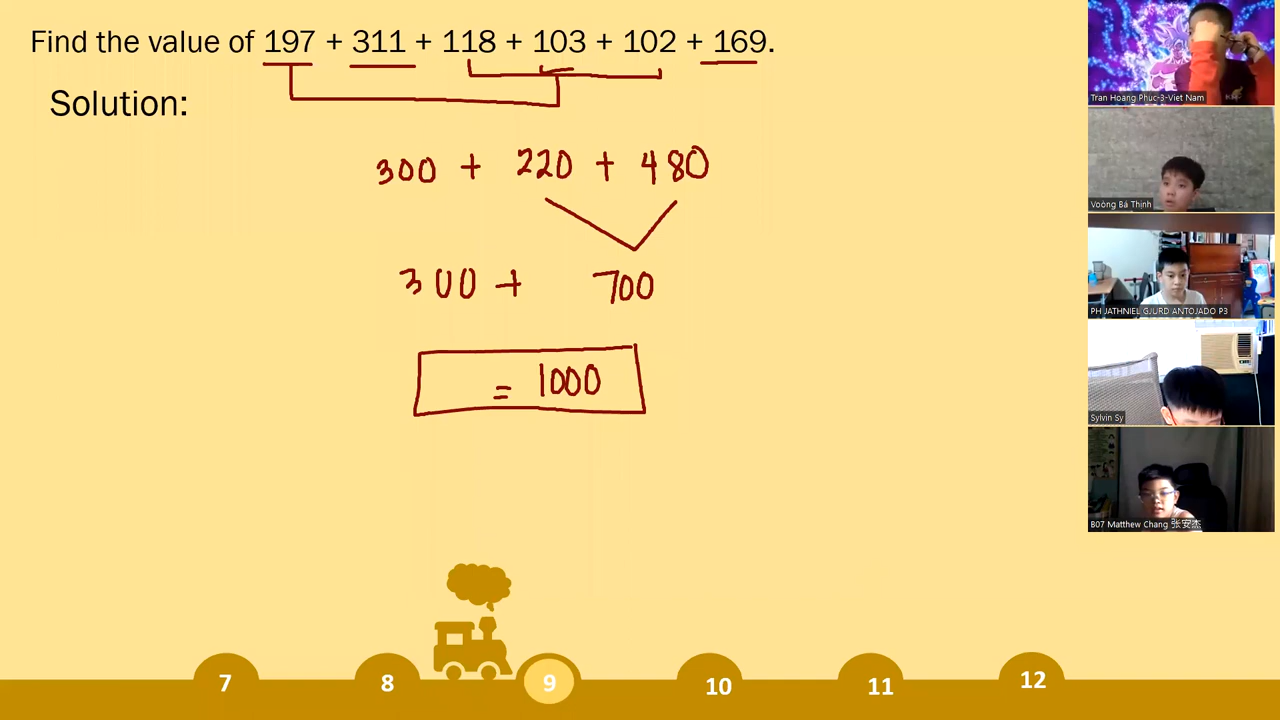 Find the value of 197 + 311 + 118 + 103 + 102 + 169.
Solution:
300 + 220 + 480
300 + 700
= 1000
7 8 9 10 11 12
Tran Hoang Phuc-3-Viet Nam
Voòng Bá Thịnh
PH JATHNIEL GJURD ANTOJADO P3
Sylvin Sy
B07 Matthew Chang 张安杰